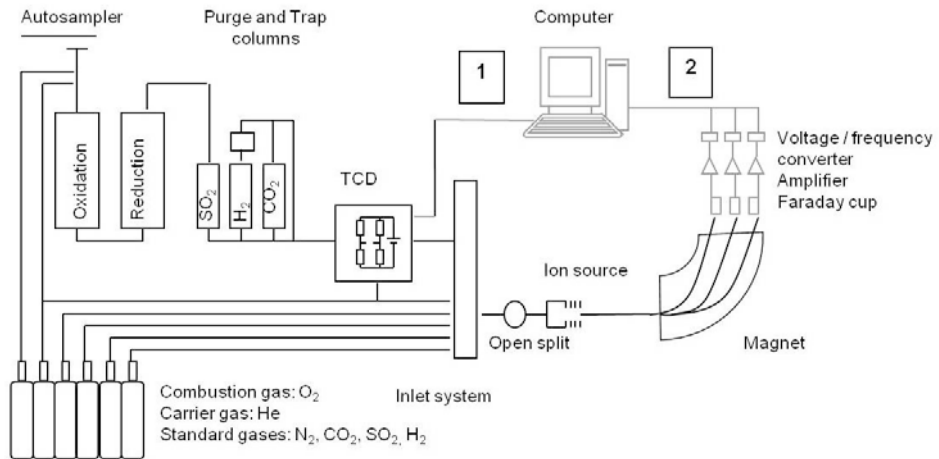 Autosampler
Purge and Trap
columns
Computer
1
2
Oxidation
Reduction
SO₂
H₂
CO₂
TCD
Voltage / frequency
converter
Amplifier
Faraday cup
Ion source
Open split
Magnet
Inlet system
Combustion gas: O₂
Carrier gas: He
Standard gases: N₂, CO₂, SO₂, H₂